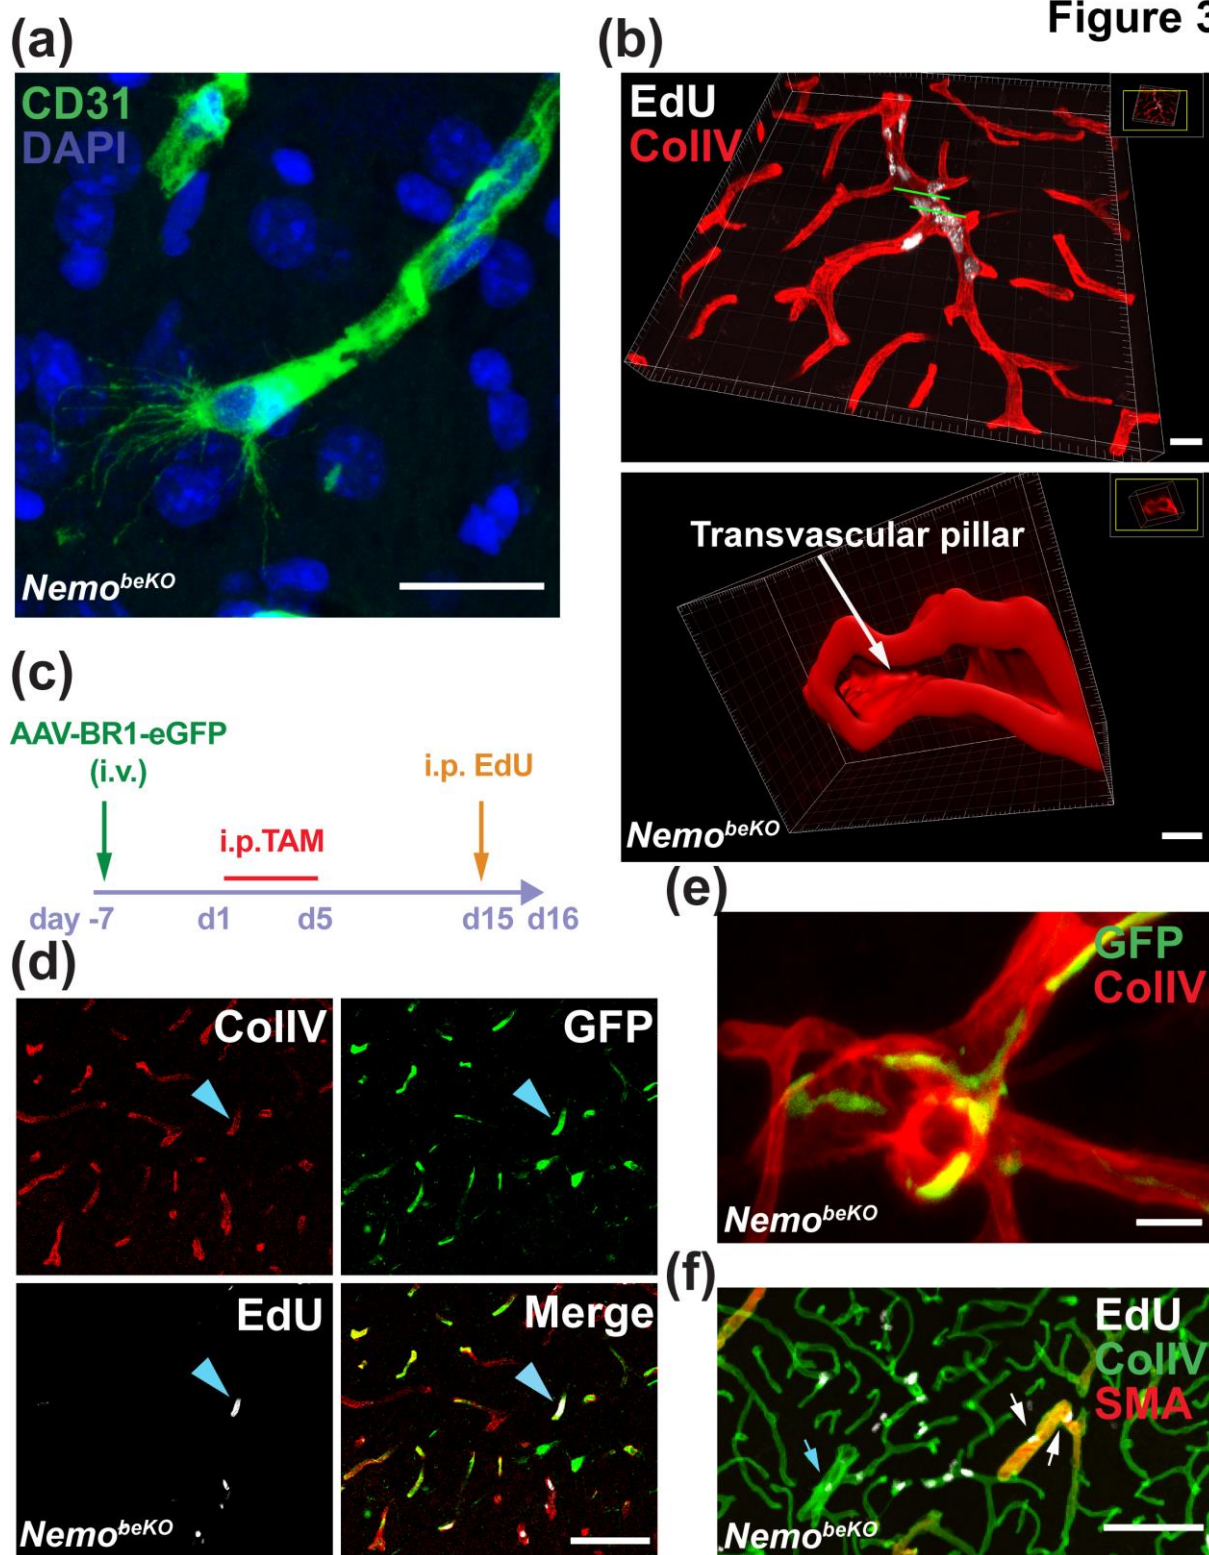 Figure 3
(a)
CD31
DAPI
Nemo^beKO
(b)
EdU
CollV
Transvascular pillar
Nemo^beKO
(c)
AAV-BR1-eGFP
(i.v.)
i.p. EdU
i.p.TAM
day -7 d1 d5 d15 d16
(d)
CollV
GFP
EdU
Merge
Nemo^beKO
(e)
GFP
CollV
Nemo^beKO
(f)
EdU
CollV
SMA
Nemo^beKO